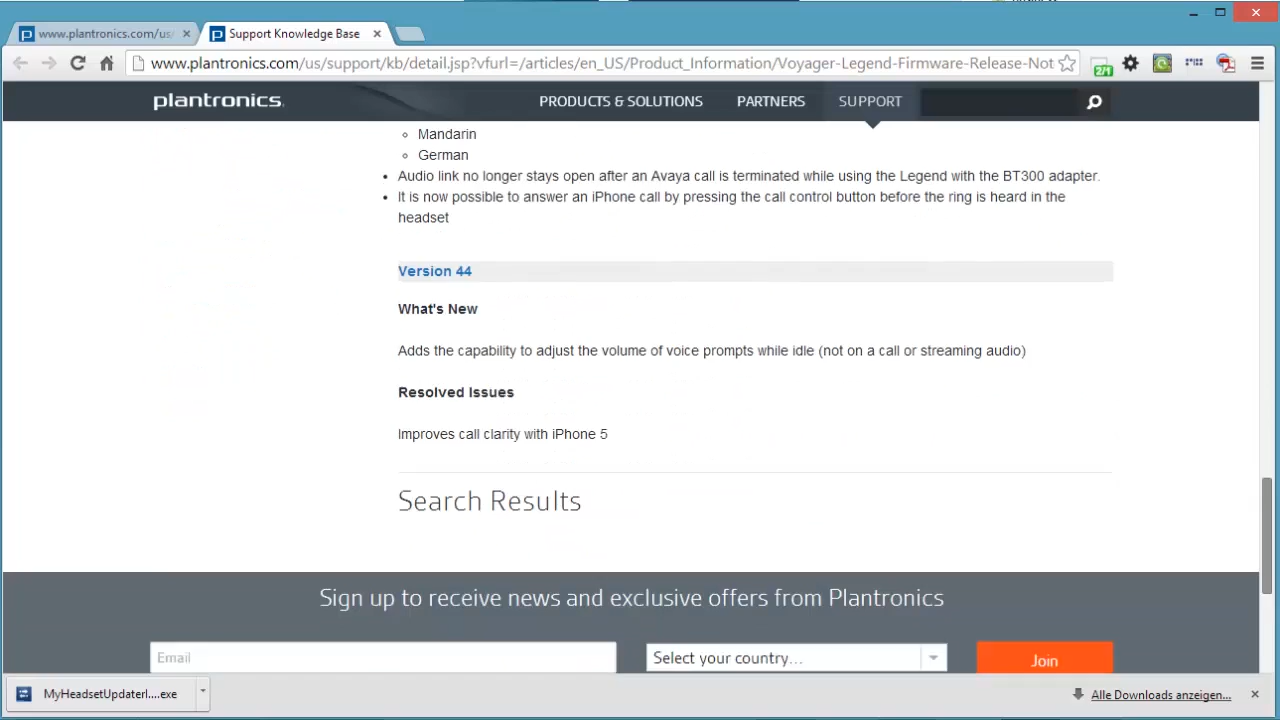 www.plantronics.com/us/
Support Knowledge Base
www.plantronics.com/us/support/kb/detail.jsp?vfurl=/articles/en_US/Product_Information/Voyager-Legend-Firmware-Release-Not
2/1
plantronics.
PRODUCTS & SOLUTIONS
PARTNERS
SUPPORT
Mandarin
German
Audio link no longer stays open after an Avaya call is terminated while using the Legend with the BT300 adapter.
It is now possible to answer an iPhone call by pressing the call control button before the ring is heard in the
headset
Version 44
What's New
Adds the capability to adjust the volume of voice prompts while idle (not on a call or streaming audio)
Resolved Issues
Improves call clarity with iPhone 5
Search Results
Sign up to receive news and exclusive offers from Plantronics
Email
Select your country...
Join
MyHeadsetUpdaterI....exe
Alle Downloads anzeigen...